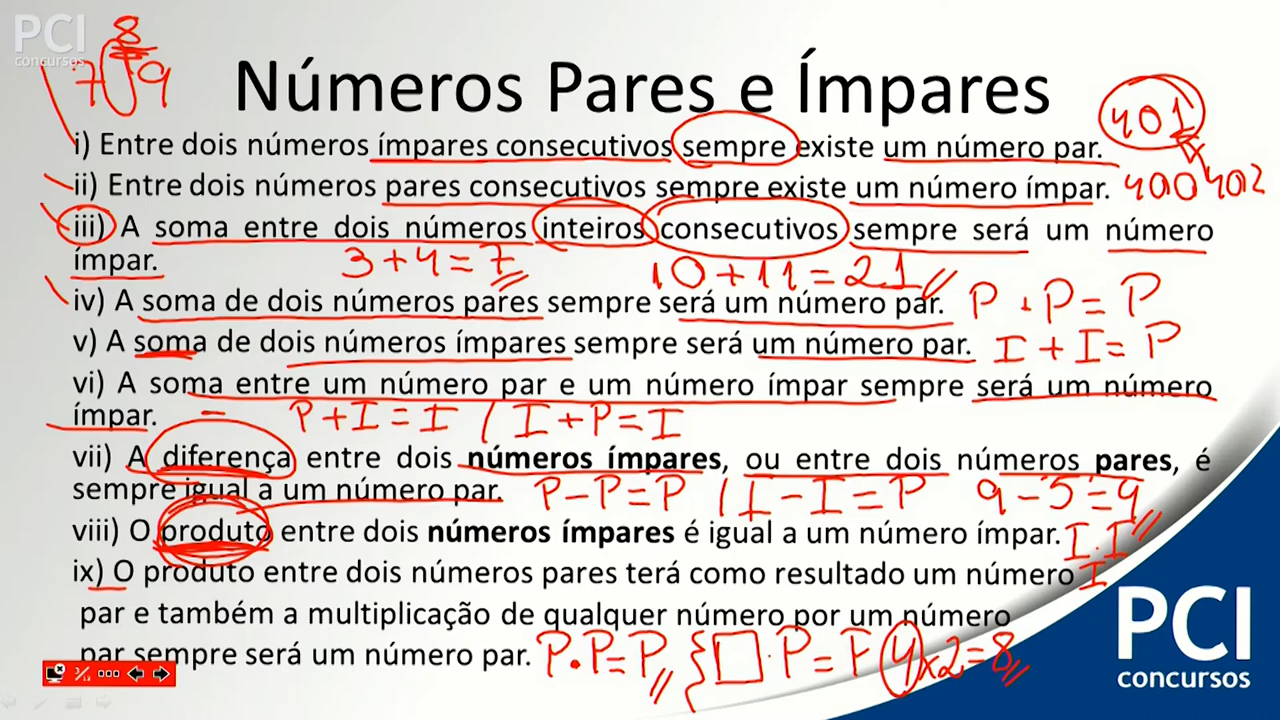 PCI
concursos
8
7 9
Números Pares e Ímpares
401
i) Entre dois números ímpares consecutivos sempre existe um número par.
ii) Entre dois números pares consecutivos sempre existe um número ímpar. 400 402
iii) A soma entre dois números inteiros consecutivos sempre será um número
ímpar. 3+4=7 10+11=21
iv) A soma de dois números pares sempre será um número par. P + P = P
v) A soma de dois números ímpares sempre será um número par. I + I = P
vi) A soma entre um número par e um número ímpar sempre será um número
ímpar. P+I=I / I+P=I
vii) A diferença entre dois números ímpares, ou entre dois números pares, é
sempre igual a um número par. P-P=P / I-I=P 9-5=9
viii) O produto entre dois números ímpares é igual a um número ímpar. I.I
ix) O produto entre dois números pares terá como resultado um número I
par e também a multiplicação de qualquer número por um número
par sempre será um número par. P.P=P { . P = 4x2=8
PCI
concursos